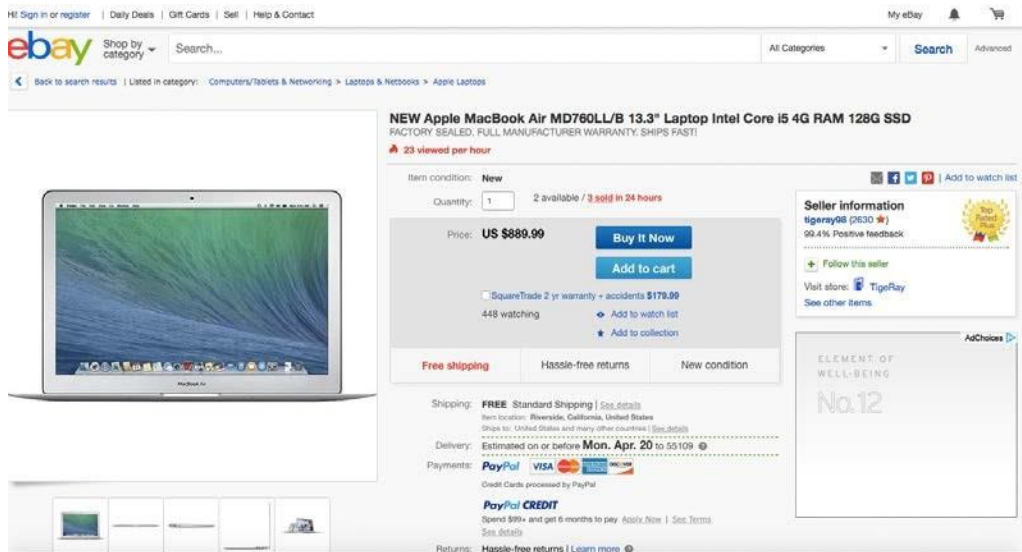 Hi! Sign in or register | Daily Deals | Gift Cards | Sell | Help & Contact
My eBay
ebay
Shop by
category
Search...
All Categories
Search
Advanced
Back to search results | Listed in category: Computers/Tablets & Networking > Laptops & Netbooks > Apple Laptops
NEW Apple MacBook Air MD760LL/B 13.3" Laptop Intel Core i5 4G RAM 128G SSD
FACTORY SEALED. FULL MANUFACTURER WARRANTY. SHIPS FAST!
23 viewed per hour
Item condition: New
Quantity: 1 2 available / 3 sold in 24 hours
Price: US $889.99
Buy It Now
Add to cart
SquareTrade 2 yr warranty + accidents $179.99
448 watching
Add to watch list
Add to collection
Free shipping Hassle-free returns New condition
Shipping: FREE Standard Shipping | See details
Item location: Riverside, California, United States
Ships to: United States and many other countries | See details
Delivery: Estimated on or before Mon. Apr. 20 to 55109
Payments: PayPal VISA
Credit Cards processed by PayPal
PayPal CREDIT
Spend $99+ and get 6 months to pay Apply Now | See Terms
See details
Returns: Hassle-free returns | Learn more
| Add to watch list
Seller information
tigeray98 (2630)
99.4% Positive feedback
Top
Rated
Plus
Follow this seller
Visit store: TigeRay
See other items
AdChoices
ELEMENT OF
WELL-BEING
No.12
MacBook Air